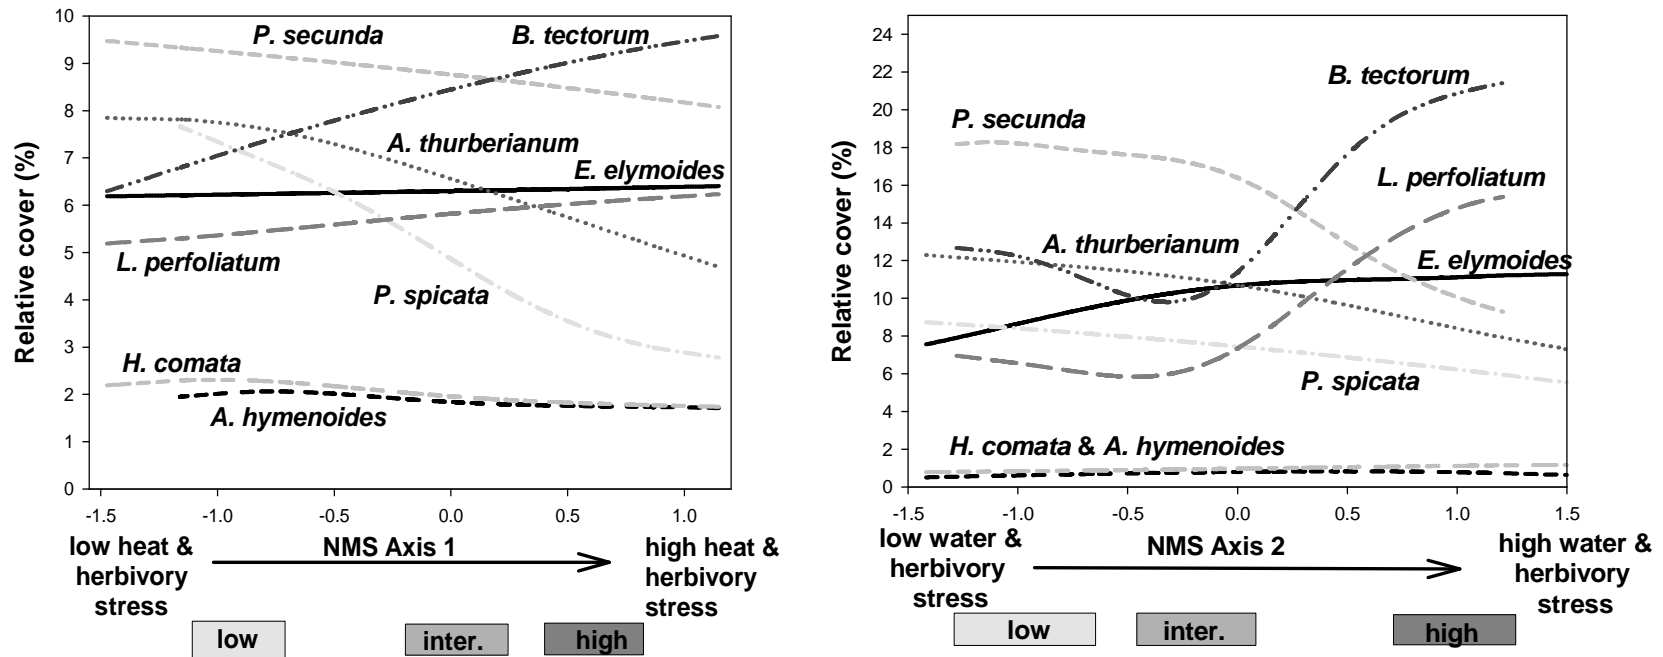 10
9
8
7
6
5
4
3
2
1
0
Relative cover (%)
P. secunda
B. tectorum
A. thurberianum
E. elymoides
L. perfoliatum
P. spicata
H. comata
A. hymenoides
-1.5 -1.0 -0.5 0.0 0.5 1.0
low heat &
herbivory
stress
NMS Axis 1
high heat &
herbivory
stress
low inter. high
24
22
20
18
16
14
12
10
8
6
4
2
0
Relative cover (%)
B. tectorum
P. secunda
L. perfoliatum
A. thurberianum
E. elymoides
P. spicata
H. comata & A. hymenoides
-1.5 -1.0 -0.5 0.0 0.5 1.0 1.5
low water &
herbivory
stress
NMS Axis 2
high water &
herbivory
stress
low inter. high